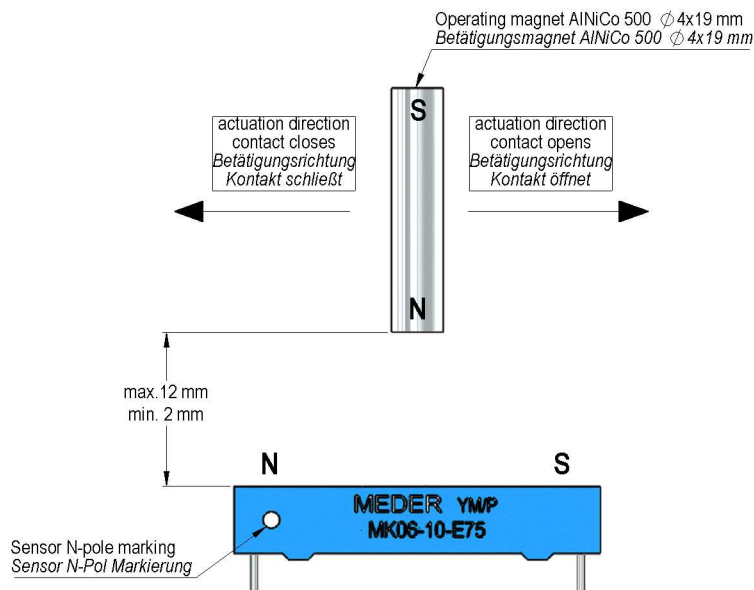 Operating magnet AlNiCo 500 ∅ 4x19 mm
Betätigungsmagnet AlNiCo 500 ∅ 4x19 mm
S
actuation direction
contact closes
Betätigungsrichtung
Kontakt schließt
actuation direction
contact opens
Betätigungsrichtung
Kontakt öffnet
N
max.12 mm
min. 2 mm
N
S
MEDER YM/P
MK06-10-E75
Sensor N-pole marking
Sensor N-Pol Markierung